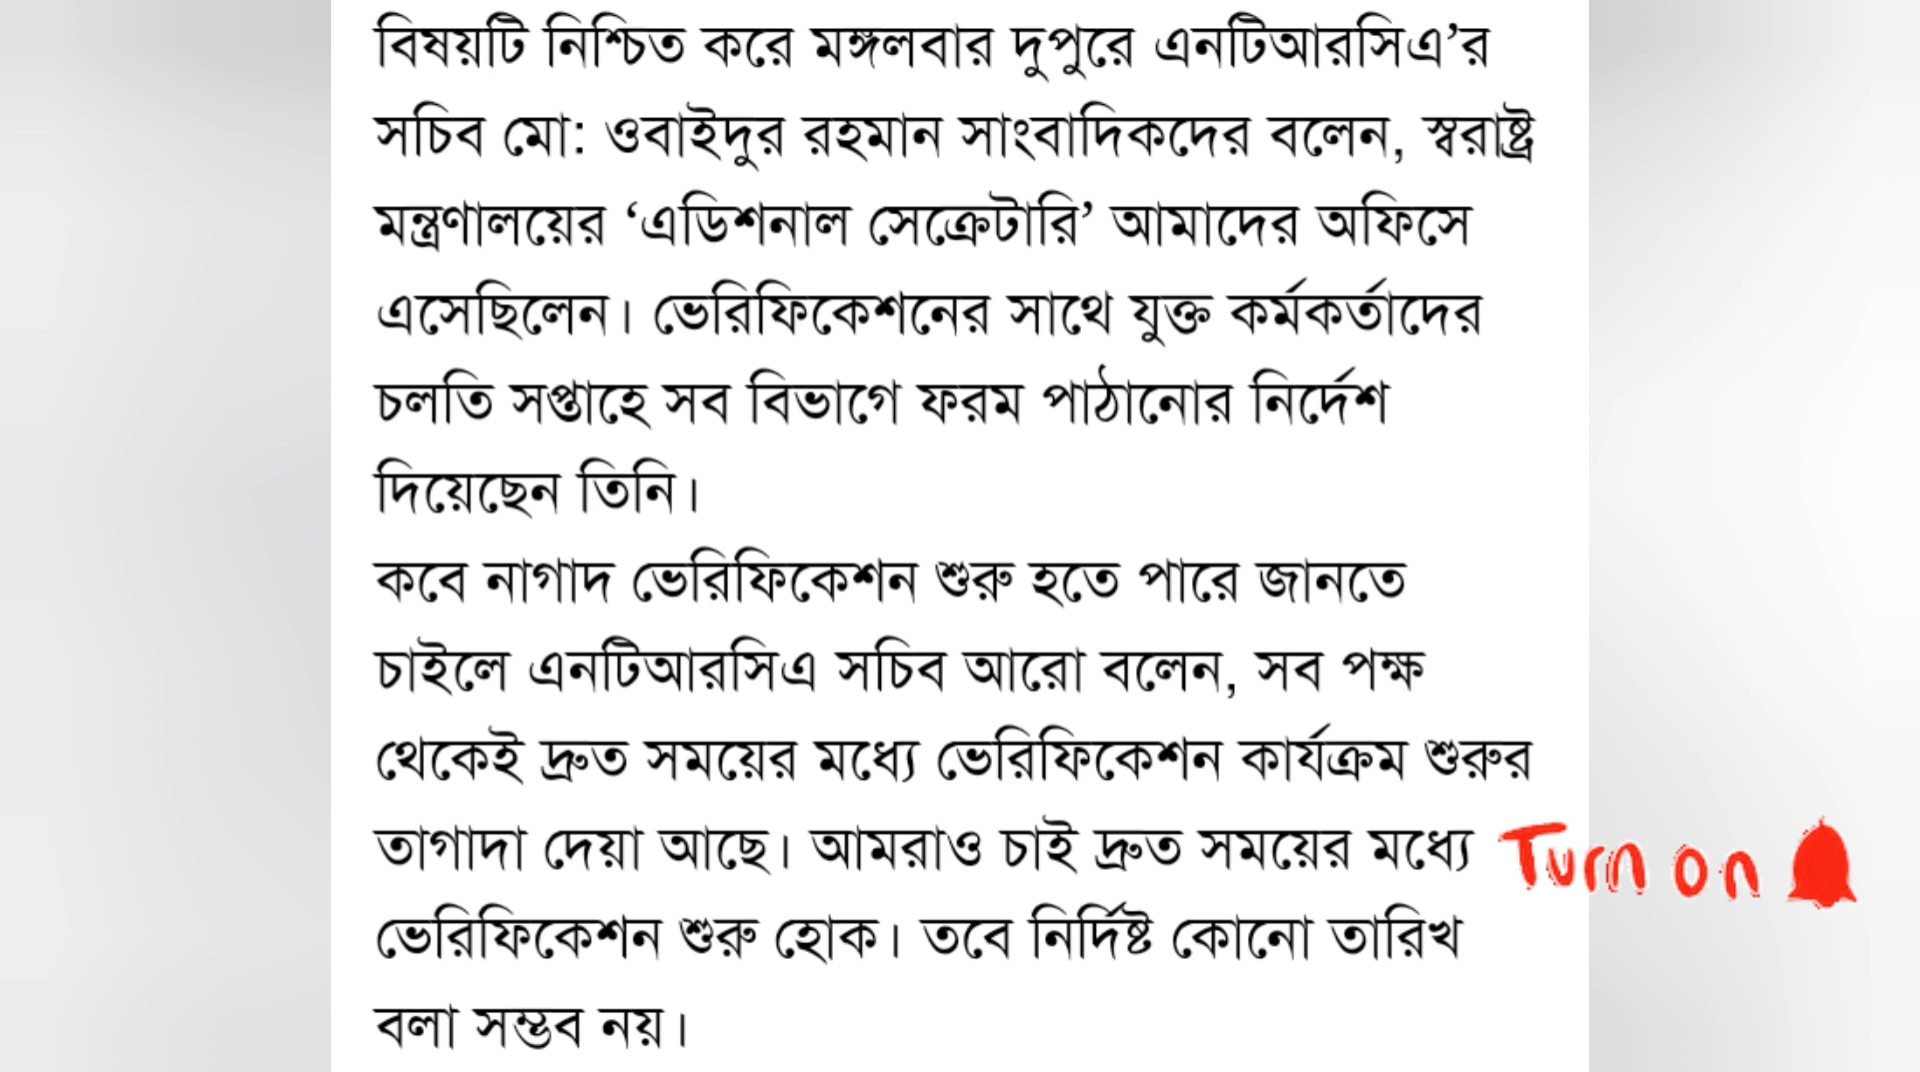 বিষয়টি নিশ্চিত করে মঙ্গলবার দুপুরে এনটিআরসিএ’র
সচিব মো: ওবাইদুর রহমান সাংবাদিকদের বলেন, স্বরাষ্ট্র
মন্ত্রণালয়ের ‘এডিশনাল সেক্রেটারি’ আমাদের অফিসে
এসেছিলেন। ভেরিফিকেশনের সাথে যুক্ত কর্মকর্তাদের
চলতি সপ্তাহে সব বিভাগে ফরম পাঠানোর নির্দেশ
দিয়েছেন তিনি।
কবে নাগাদ ভেরিফিকেশন শুরু হতে পারে জানতে
চাইলে এনটিআরসিএ সচিব আরো বলেন, সব পক্ষ
থেকেই দ্রুত সময়ের মধ্যে ভেরিফিকেশন কার্যক্রম শুরুর
তাগাদা দেয়া আছে। আমরাও চাই দ্রুত সময়ের মধ্যে
Turn on
ভেরিফিকেশন শুরু হোক। তবে নির্দিষ্ট কোনো তারিখ
বলা সম্ভব নয়।